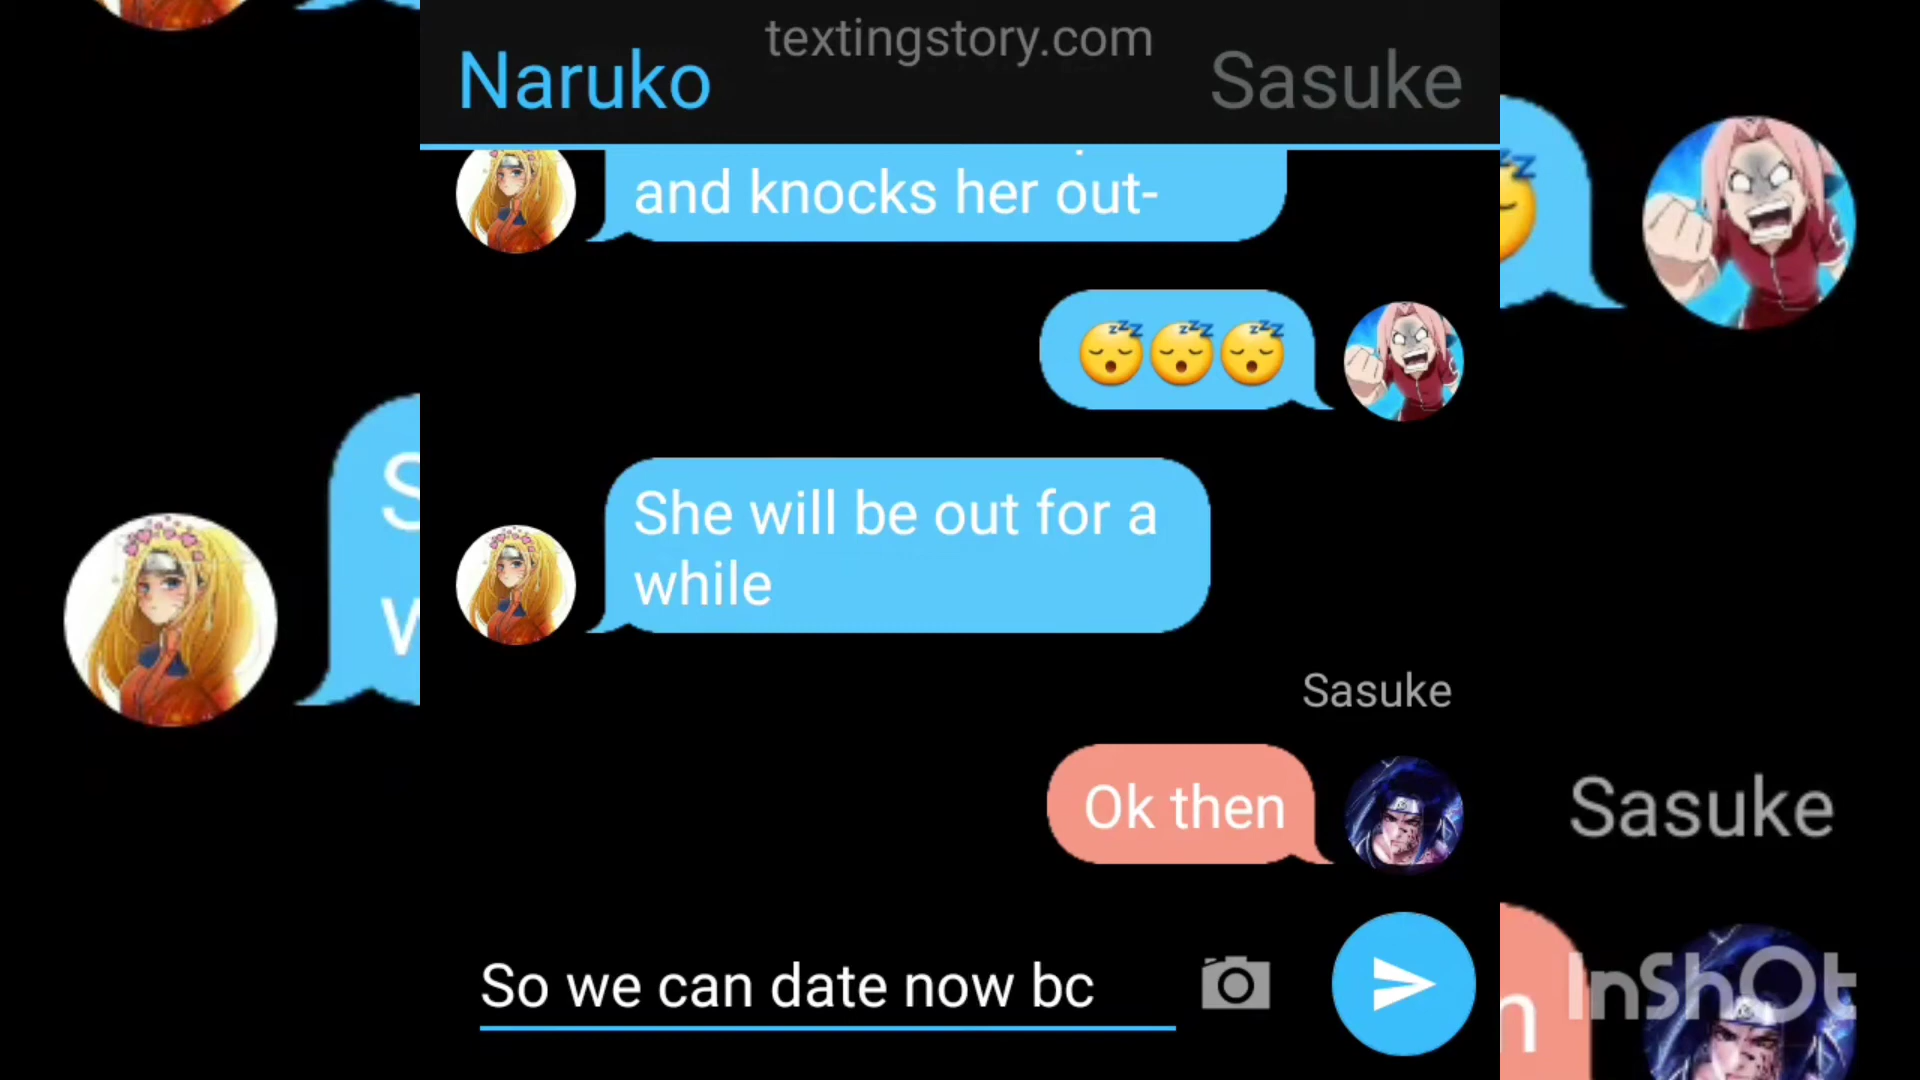 textingstory.com
Naruko
Sasuke
and knocks her out-
She will be out for a
while
Sasuke
Ok then
So we can date now bc
Sasuke
InShOt